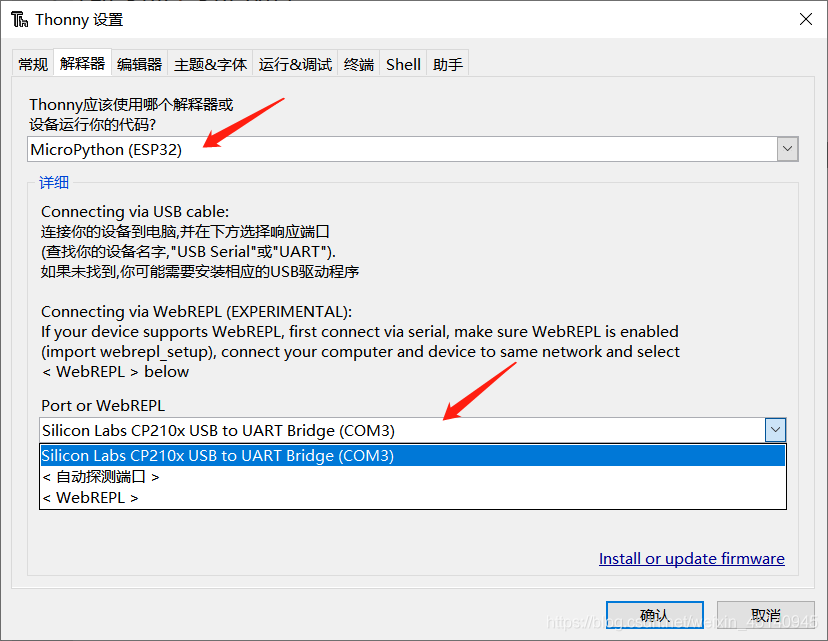 Thonny 设置
常规 解释器 编辑器 主题&字体 运行&调试 终端 Shell 助手
Thonny应该使用哪个解释器或
设备运行你的代码?
MicroPython (ESP32)
详细
Connecting via USB cable:
连接你的设备到电脑,并在下方选择响应端口
(查找你的设备名字,"USB Serial"或"UART").
如果未找到,你可能需要安装相应的USB驱动程序
Connecting via WebREPL (EXPERIMENTAL):
If your device supports WebREPL, first connect via serial, make sure WebREPL is enabled
(import webrepl_setup), connect your computer and device to same network and select
< WebREPL > below
Port or WebREPL
Silicon Labs CP210x USB to UART Bridge (COM3)
Silicon Labs CP210x USB to UART Bridge (COM3)
< 自动探测端口 >
< WebREPL >
Install or update firmware
确认 取消